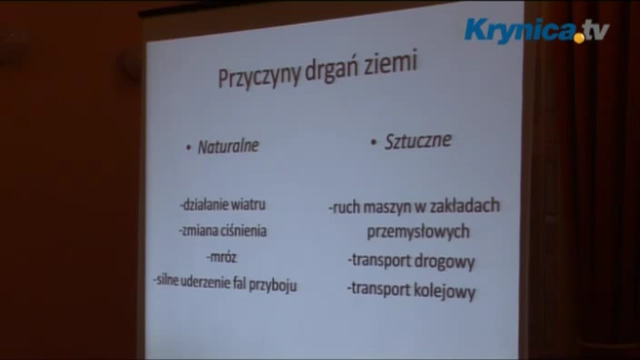 Krynica.tv
Przyczyny drgań ziemi
• Naturalne
• Sztuczne
-działanie wiatru
-zmiana ciśnienia
-mróz
-silne uderzenie fal przyboju
-ruch maszyn w zakładach
przemysłowych
-transport drogowy
-transport kolejowy